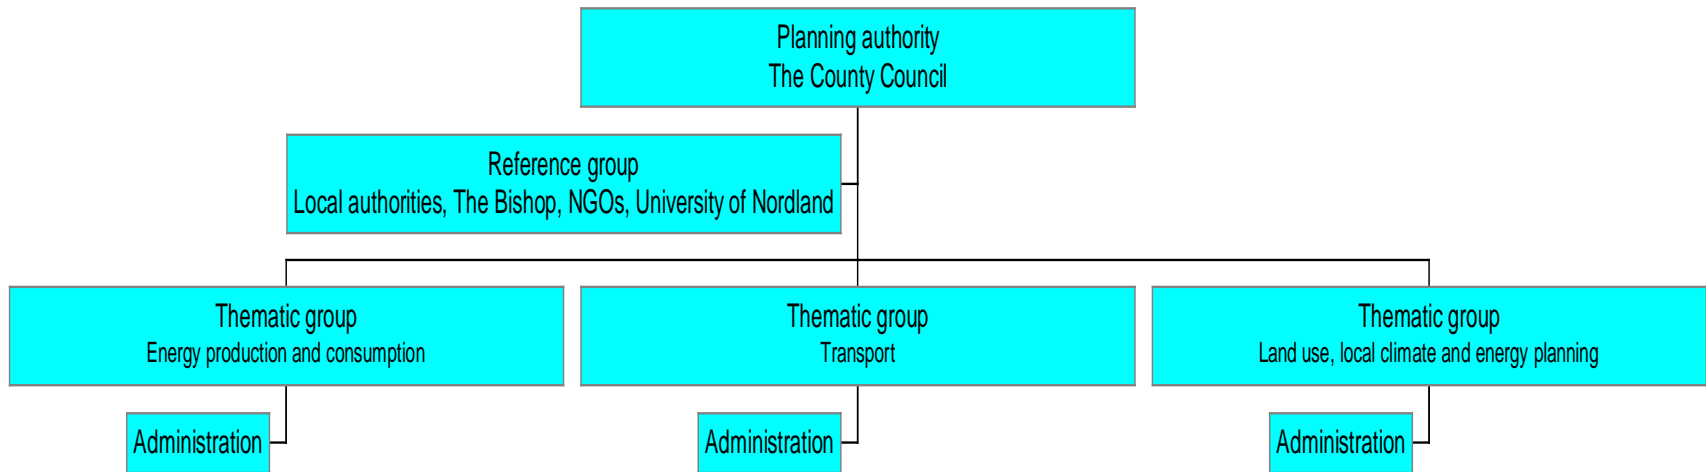 Planning authority
The County Council
Reference group
Local authorities, The Bishop, NGOs, University of Nordland
Thematic group
Energy production and consumption
Thematic group
Transport
Thematic group
Land use, local climate and energy planning
Administration
Administration
Administration